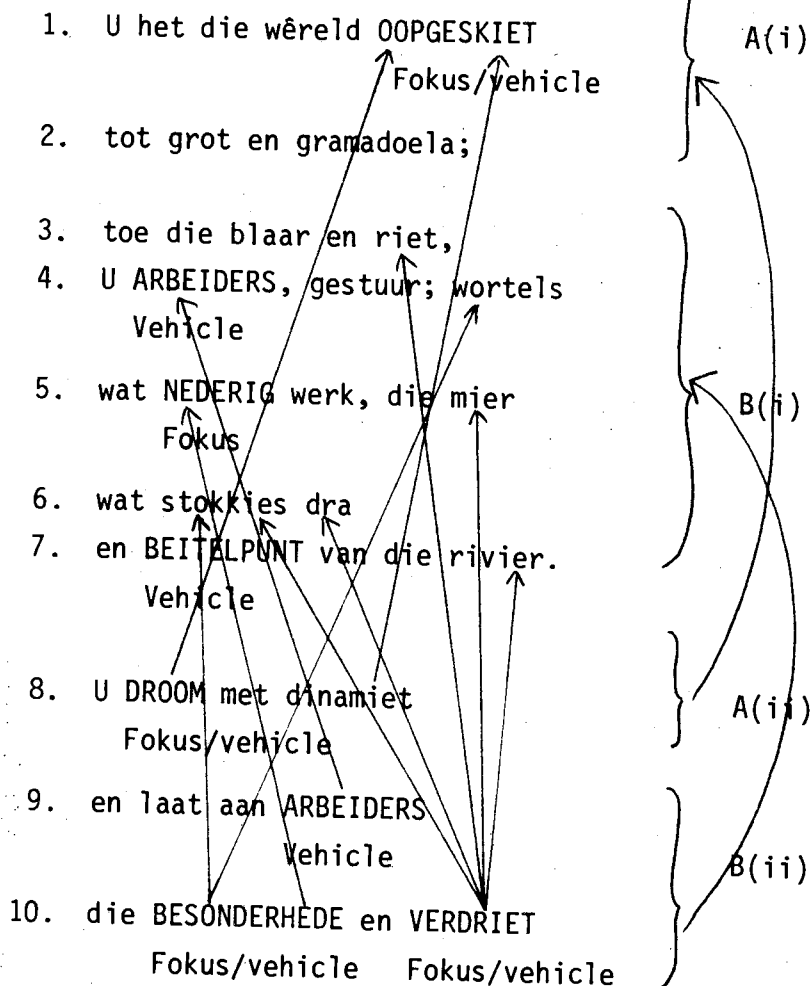 1. U het die wêreld OOPGESKIET A(i)
Fokus/vehicle
2. tot grot en gramadoela;
3. toe die blaar en riet,
4. U ARBEIDERS, gestuur; wortels
Vehicle
5. wat NEDERIG werk, die mier B(i)
Fokus
6. wat stokkies dra
7. en BEITELPUNT van die rivier.
Vehicle
8. U DROOM met dinamiet A(ii)
Fokus/vehicle
9. en laat aan ARBEIDERS
Vehicle B(ii)
10. die BESONDERHEDE en VERDRIET
Fokus/vehicle Fokus/vehicle